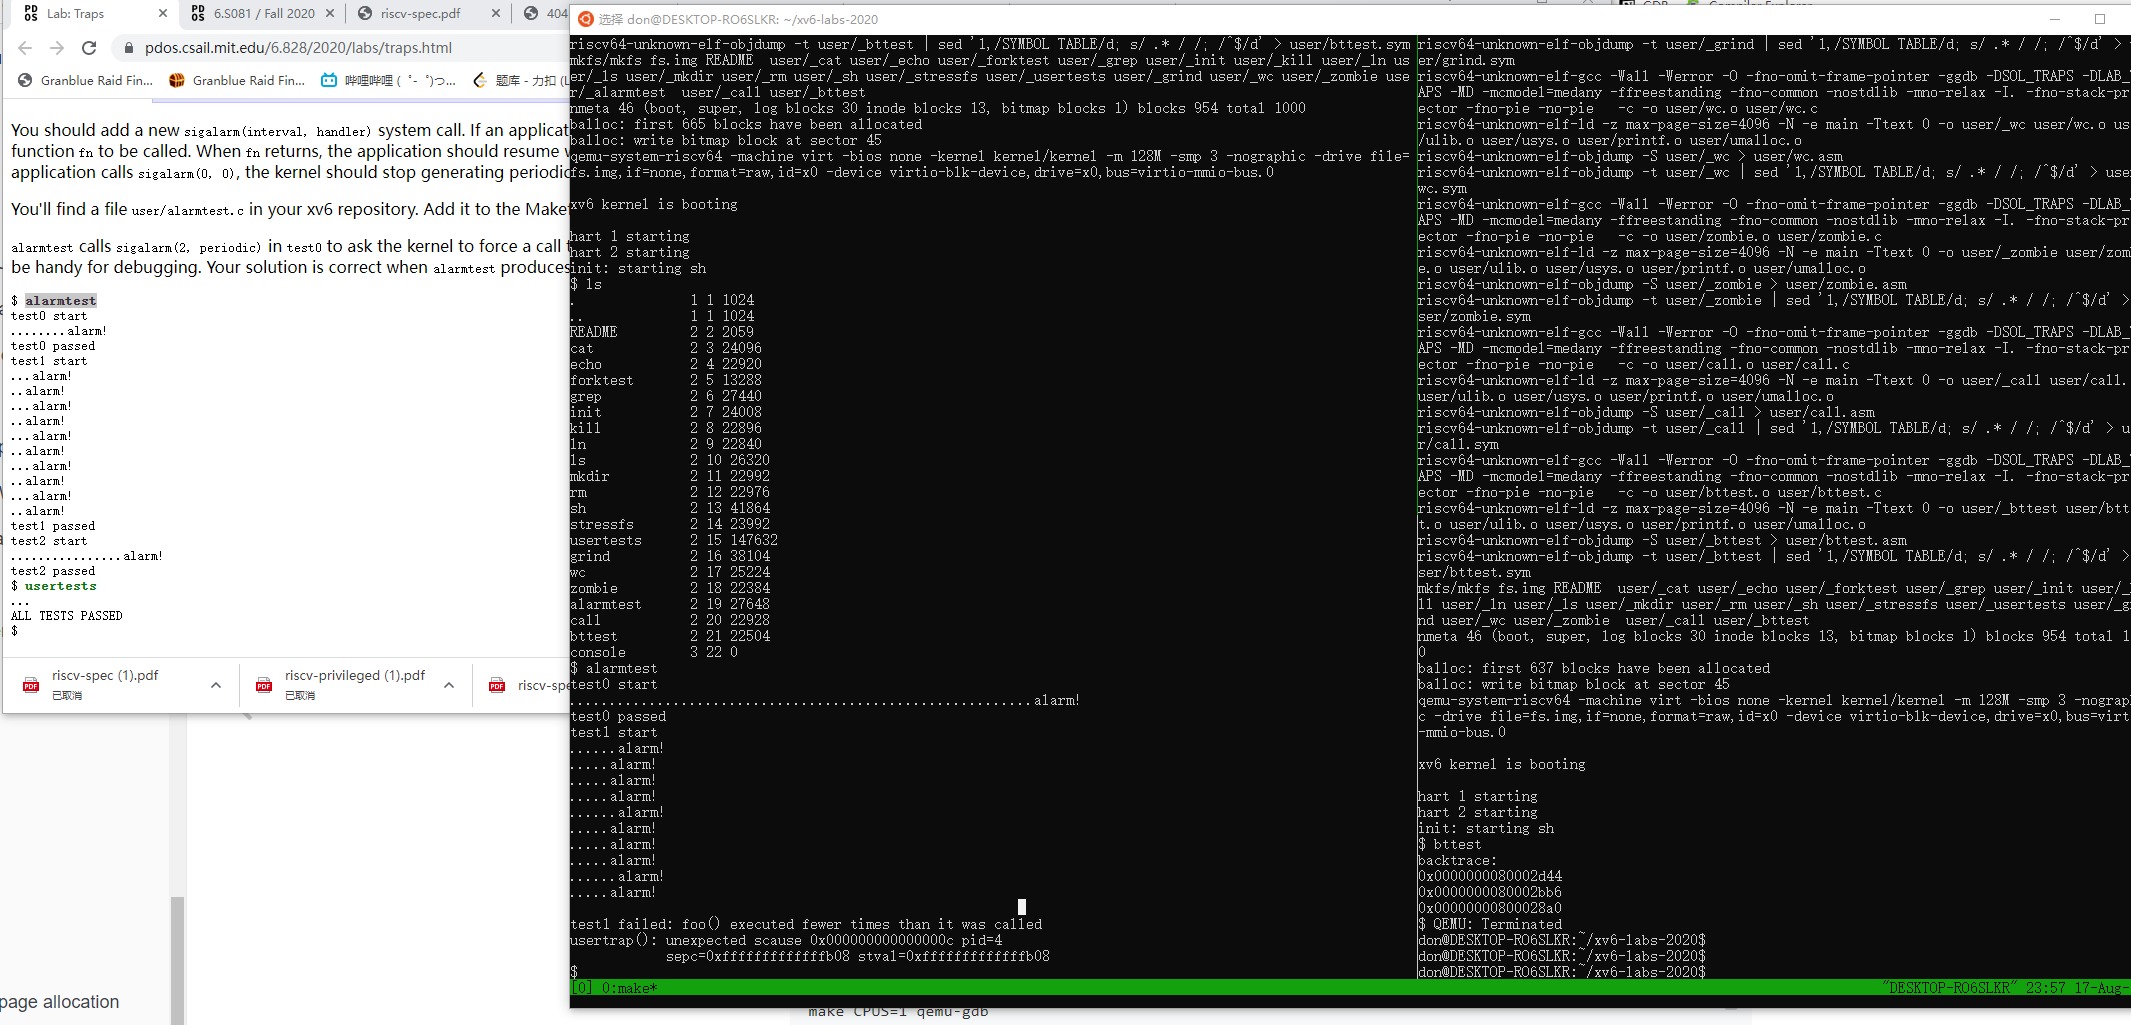 Lab: Traps
6.S081 / Fall 2020
riscv-spec.pdf
404
pdos.csail.mit.edu/6.828/2020/labs/traps.html
Granblue Raid Fin...
Granblue Raid Fin...
哔哩哔哩 ( ゜- ゜)つ...
题库 - 力扣 (L
You should add a new sigalarm(interval, handler) system call. If an applicat
function fn to be called. When fn returns, the application should resume w
application calls sigalarm(0, 0), the kernel should stop generating periodic
You'll find a file user/alarmtest.c in your xv6 repository. Add it to the Make
alarmtest calls sigalarm(2, periodic) in test0 to ask the kernel to force a call t
be handy for debugging. Your solution is correct when alarmtest produces
$ alarmtest
test0 start
........alarm!
test0 passed
test1 start
...alarm!
..alarm!
...alarm!
..alarm!
...alarm!
..alarm!
...alarm!
..alarm!
...alarm!
..alarm!
test1 passed
test2 start
................alarm!
test2 passed
$ usertests
...
ALL TESTS PASSED
$
riscv-spec (1).pdf
已取消
riscv-privileged (1).pdf
已取消
riscv-spe
page allocation
选择 don@DESKTOP-RO6SLKR: ~/xv6-labs-2020
riscv64-unknown-elf-objdump -t user/_bttest | sed '1,/SYMBOL TABLE/d; s/ .* / /; /^$/d' > user/bttest.sym
mkfs/mkfs fs.img README  user/_cat user/_echo user/_forktest user/_grep user/_init user/_kill user/_ln us
er/_ls user/_mkdir user/_rm user/_sh user/_stressfs user/_usertests user/_grind user/_wc user/_zombie use
r/_alarmtest  user/_call user/_bttest
nmeta 46 (boot, super, log blocks 30 inode blocks 13, bitmap blocks 1) blocks 954 total 1000
balloc: first 665 blocks have been allocated
balloc: write bitmap block at sector 45
qemu-system-riscv64 -machine virt -bios none -kernel kernel/kernel -m 128M -smp 3 -nographic -drive file=
fs.img,if=none,format=raw,id=x0 -device virtio-blk-device,drive=x0,bus=virtio-mmio-bus.0
xv6 kernel is booting
hart 1 starting
hart 2 starting
init: starting sh
$ ls
.              1 1 1024
..             1 1 1024
README         2 2 2059
cat            2 3 24096
echo           2 4 22920
forktest       2 5 13288
grep           2 6 27440
init           2 7 24008
kill           2 8 22896
ln             2 9 22840
ls             2 10 26320
mkdir          2 11 22992
rm             2 12 22976
sh             2 13 41864
stressfs       2 14 23992
usertests      2 15 147632
grind          2 16 38104
wc             2 17 25224
zombie         2 18 22384
alarmtest      2 19 27648
call           2 20 22928
bttest         2 21 22504
console        3 22 0
$ alarmtest
test0 start
..........................................................alarm!
test0 passed
test1 start
......alarm!
.....alarm!
.....alarm!
.....alarm!
......alarm!
.....alarm!
.....alarm!
.....alarm!
......alarm!
.....alarm!
test1 failed: foo() executed fewer times than it was called
usertrap(): unexpected scause 0x000000000000000c pid=4
            sepc=0xfffffffffffffb08 stval=0xfffffffffffffb08
$
riscv64-unknown-elf-objdump -t user/_grind | sed '1,/SYMBOL TABLE/d; s/ .* / /; /^$/d' >
er/grind.sym
riscv64-unknown-elf-gcc -Wall -Werror -O -fno-omit-frame-pointer -ggdb -DSOL_TRAPS -DLAB_
APS -MD -mcmodel=medany -ffreestanding -fno-common -nostdlib -mno-relax -I. -fno-stack-pr
ector -fno-pie -no-pie   -c -o user/wc.o user/wc.c
riscv64-unknown-elf-ld -z max-page-size=4096 -N -e main -Ttext 0 -o user/_wc user/wc.o us
/ulib.o user/usys.o user/printf.o user/umalloc.o
riscv64-unknown-elf-objdump -S user/_wc > user/wc.asm
riscv64-unknown-elf-objdump -t user/_wc | sed '1,/SYMBOL TABLE/d; s/ .* / /; /^$/d' > use
wc.sym
riscv64-unknown-elf-gcc -Wall -Werror -O -fno-omit-frame-pointer -ggdb -DSOL_TRAPS -DLAB_
APS -MD -mcmodel=medany -ffreestanding -fno-common -nostdlib -mno-relax -I. -fno-stack-pr
ector -fno-pie -no-pie   -c -o user/zombie.o user/zombie.c
riscv64-unknown-elf-ld -z max-page-size=4096 -N -e main -Ttext 0 -o user/_zombie user/zom
e.o user/ulib.o user/usys.o user/printf.o user/umalloc.o
riscv64-unknown-elf-objdump -S user/_zombie > user/zombie.asm
riscv64-unknown-elf-objdump -t user/_zombie | sed '1,/SYMBOL TABLE/d; s/ .* / /; /^$/d' >
ser/zombie.sym
riscv64-unknown-elf-gcc -Wall -Werror -O -fno-omit-frame-pointer -ggdb -DSOL_TRAPS -DLAB_
APS -MD -mcmodel=medany -ffreestanding -fno-common -nostdlib -mno-relax -I. -fno-stack-pr
ector -fno-pie -no-pie   -c -o user/call.o user/call.c
riscv64-unknown-elf-ld -z max-page-size=4096 -N -e main -Ttext 0 -o user/_call user/call.
user/ulib.o user/usys.o user/printf.o user/umalloc.o
riscv64-unknown-elf-objdump -S user/_call > user/call.asm
riscv64-unknown-elf-objdump -t user/_call | sed '1,/SYMBOL TABLE/d; s/ .* / /; /^$/d' > u
r/call.sym
riscv64-unknown-elf-gcc -Wall -Werror -O -fno-omit-frame-pointer -ggdb -DSOL_TRAPS -DLAB_
APS -MD -mcmodel=medany -ffreestanding -fno-common -nostdlib -mno-relax -I. -fno-stack-pr
ector -fno-pie -no-pie   -c -o user/bttest.o user/bttest.c
riscv64-unknown-elf-ld -z max-page-size=4096 -N -e main -Ttext 0 -o user/_bttest user/btt
t.o user/ulib.o user/usys.o user/printf.o user/umalloc.o
riscv64-unknown-elf-objdump -S user/_bttest > user/bttest.asm
riscv64-unknown-elf-objdump -t user/_bttest | sed '1,/SYMBOL TABLE/d; s/ .* / /; /^$/d' >
ser/bttest.sym
mkfs/mkfs fs.img README  user/_cat user/_echo user/_forktest user/_grep user/_init user/_
ll user/_ln user/_ls user/_mkdir user/_rm user/_sh user/_stressfs user/_usertests user/_g
nd user/_wc user/_zombie  user/_call user/_bttest
nmeta 46 (boot, super, log blocks 30 inode blocks 13, bitmap blocks 1) blocks 954 total 1
0
balloc: first 637 blocks have been allocated
balloc: write bitmap block at sector 45
qemu-system-riscv64 -machine virt -bios none -kernel kernel/kernel -m 128M -smp 3 -nograp
c -drive file=fs.img,if=none,format=raw,id=x0 -device virtio-blk-device,drive=x0,bus=virt
-mmio-bus.0
xv6 kernel is booting
hart 1 starting
hart 2 starting
init: starting sh
$ bttest
backtrace:
0x0000000080002d44
0x0000000080002bb6
0x00000000800028a0
$ QEMU: Terminated
don@DESKTOP-RO6SLKR:~/xv6-labs-2020$
don@DESKTOP-RO6SLKR:~/xv6-labs-2020$
don@DESKTOP-RO6SLKR:~/xv6-labs-2020$
[0] 0:make*
"DESKTOP-RO6SLKR" 23:57 17-Aug-
make CPUS=1 qemu-gdb